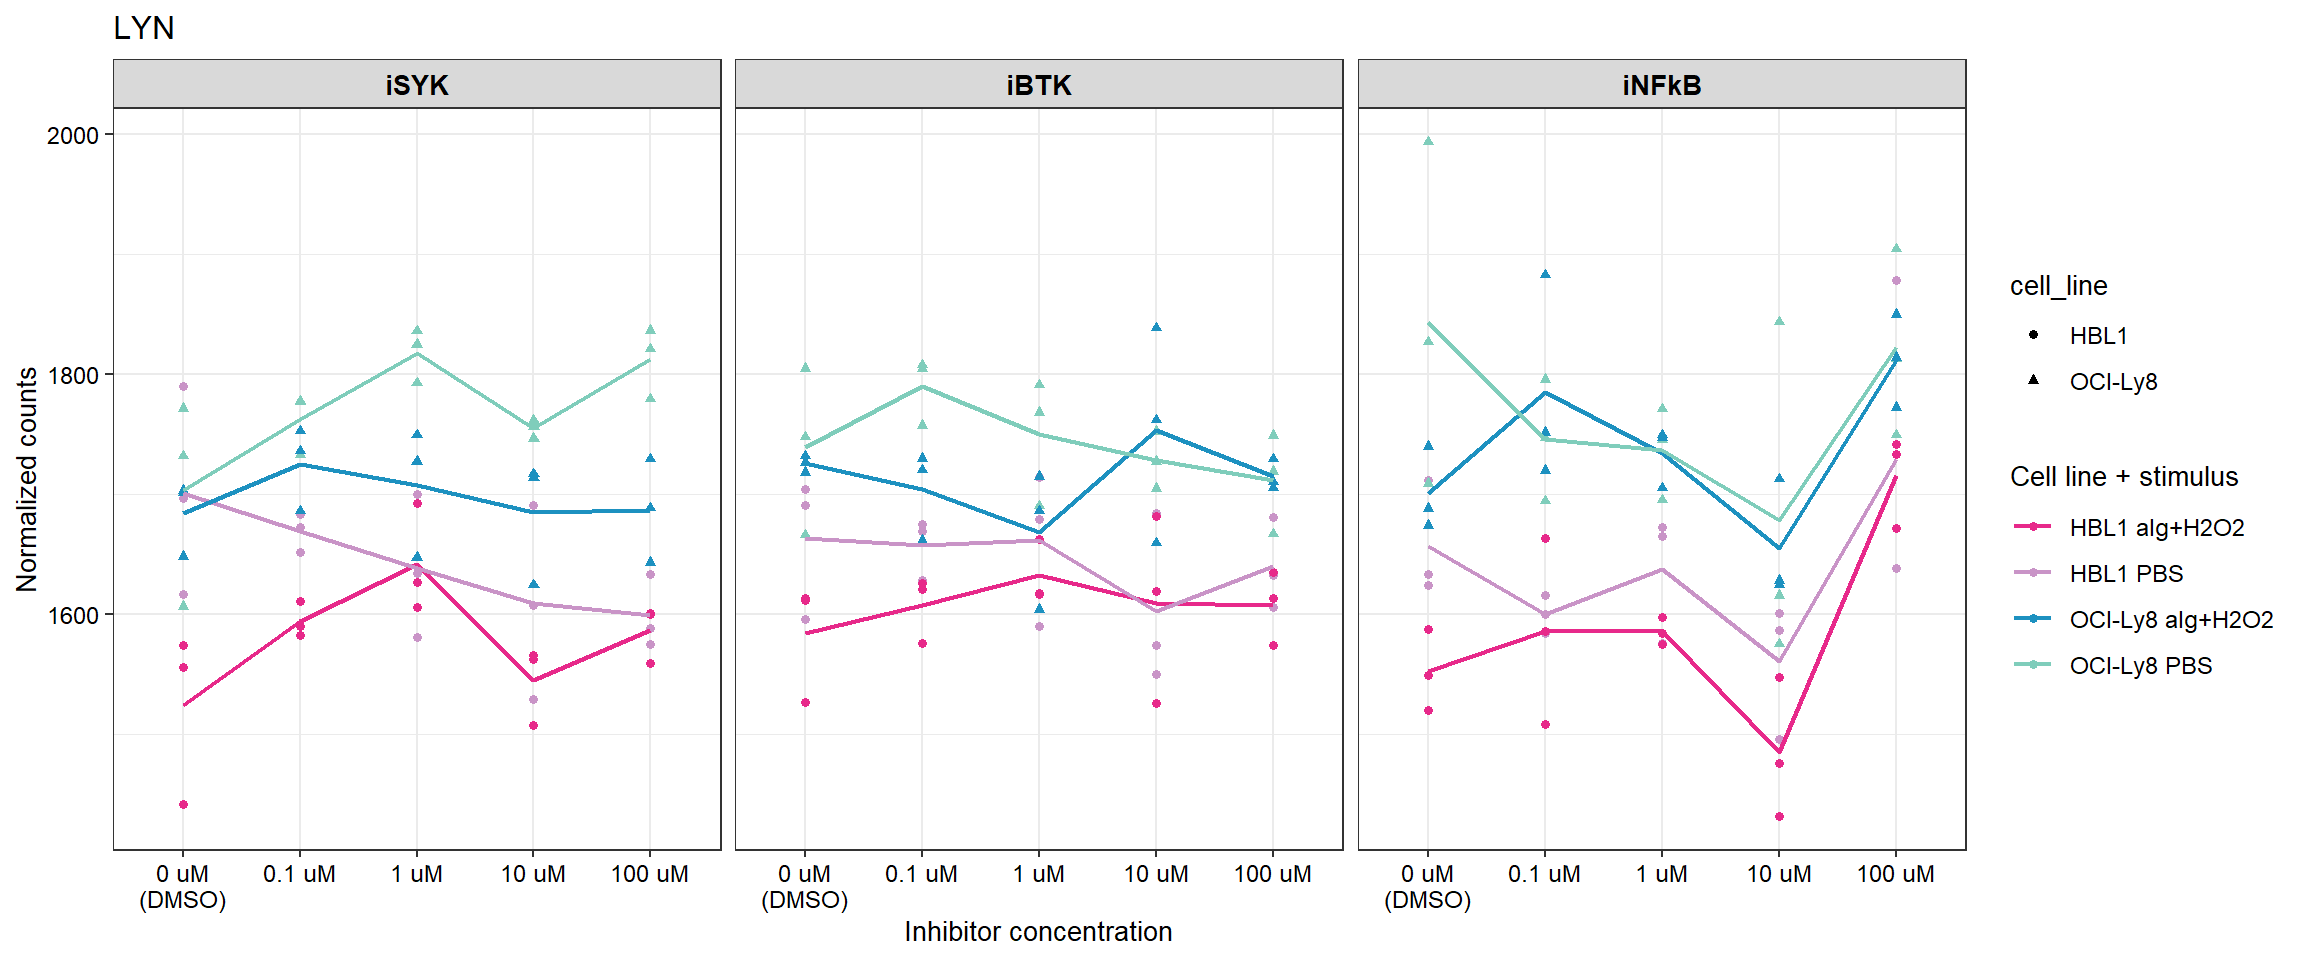 LYN
iSYK
iBTK
iNFkB
2000
1800
1600
Normalized counts
0 uM
(DMSO)
0.1 uM
1 uM
10 uM
100 uM
0 uM
(DMSO)
0.1 uM
1 uM
10 uM
100 uM
0 uM
(DMSO)
0.1 uM
1 uM
10 uM
100 uM
Inhibitor concentration
cell_line
HBL1
OCI-Ly8
Cell line + stimulus
HBL1 aIg+H2O2
HBL1 PBS
OCI-Ly8 aIg+H2O2
OCI-Ly8 PBS